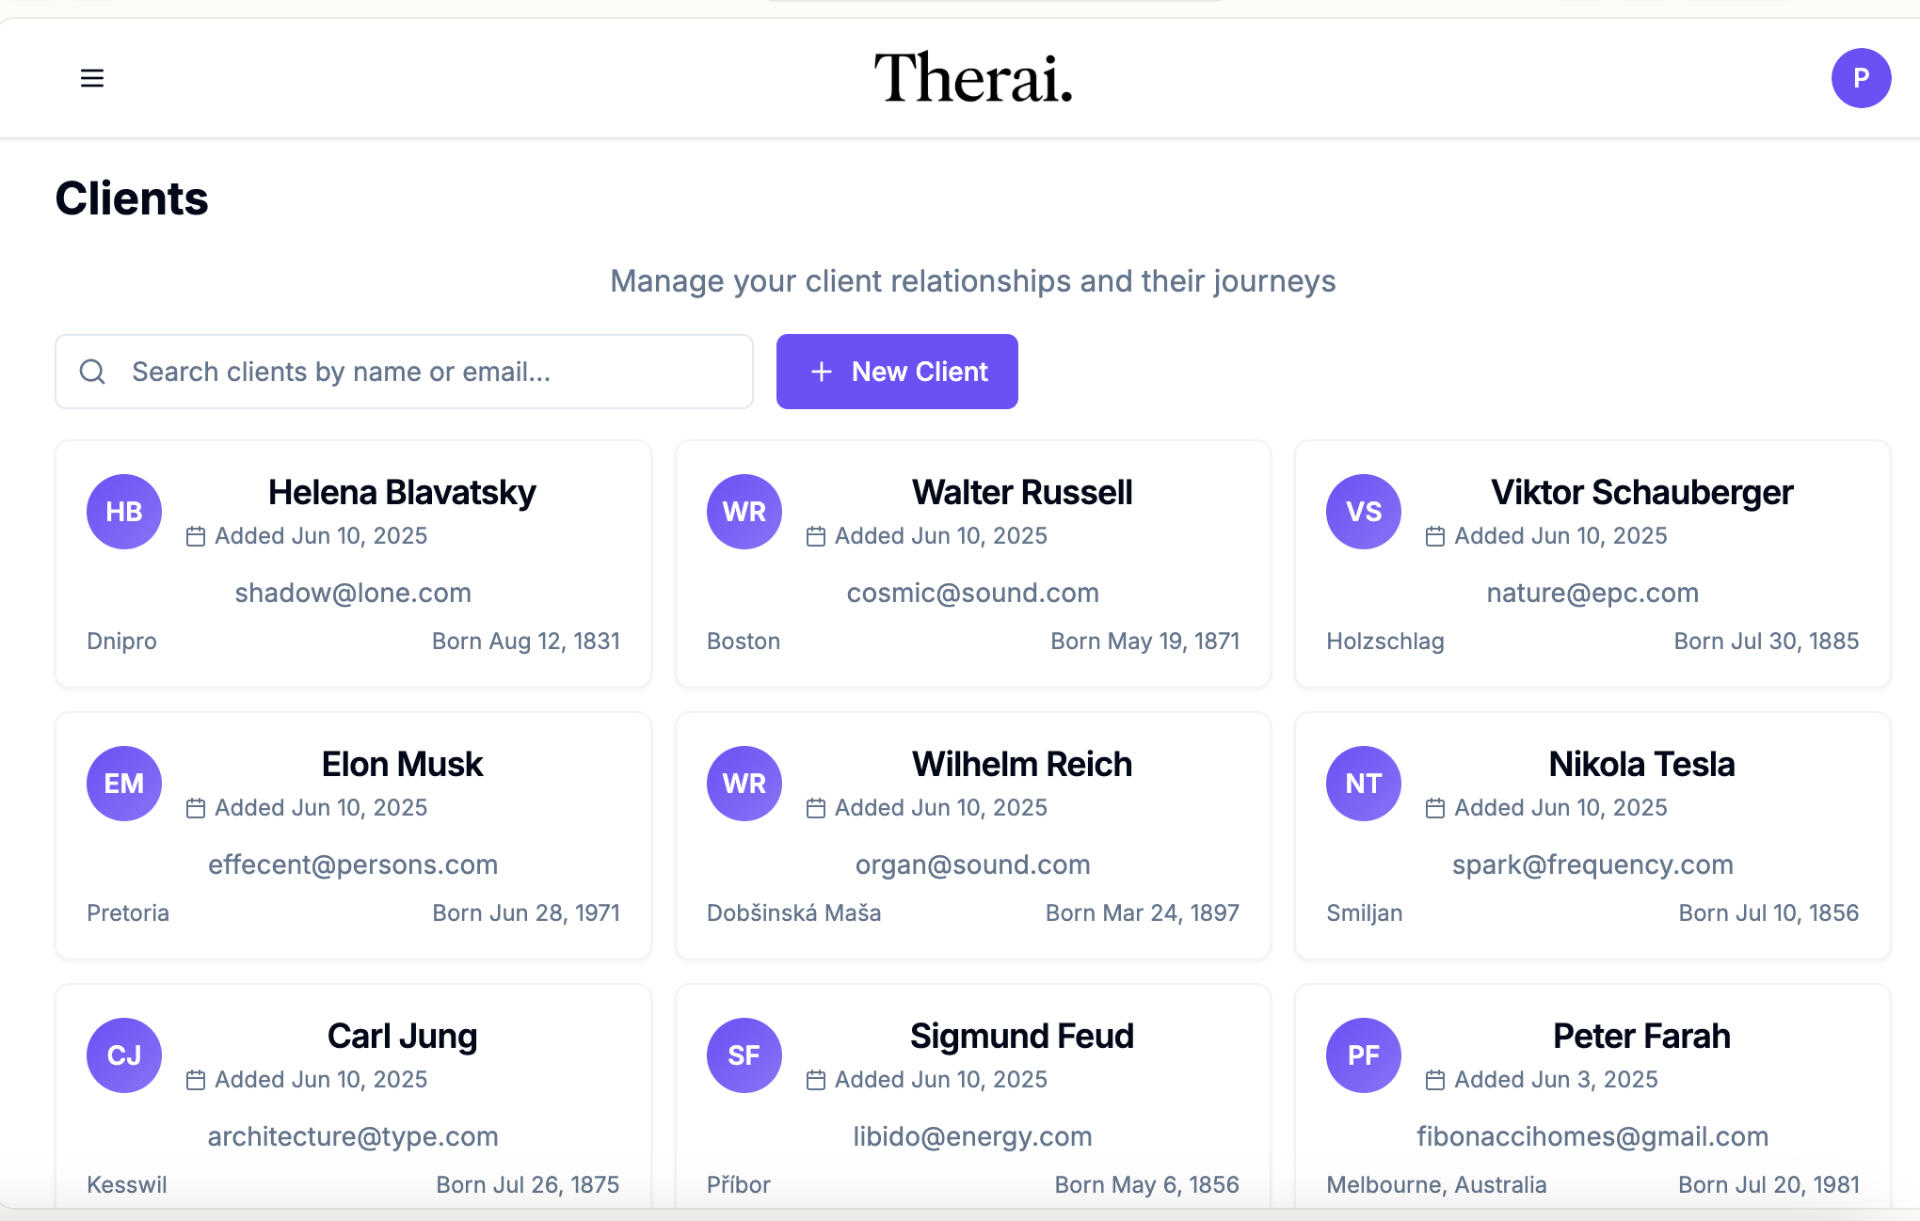 Therai.
P
Clients
Manage your client relationships and their journeys
Search clients by name or email...
+ New Client
HB
Helena Blavatsky
Added Jun 10, 2025
shadow@lone.com
Dnipro
Born Aug 12, 1831
WR
Walter Russell
Added Jun 10, 2025
cosmic@sound.com
Boston
Born May 19, 1871
VS
Viktor Schauberger
Added Jun 10, 2025
nature@epc.com
Holzschlag
Born Jul 30, 1885
EM
Elon Musk
Added Jun 10, 2025
effecent@persons.com
Pretoria
Born Jun 28, 1971
WR
Wilhelm Reich
Added Jun 10, 2025
organ@sound.com
Dobšinská Maša
Born Mar 24, 1897
NT
Nikola Tesla
Added Jun 10, 2025
spark@frequency.com
Smiljan
Born Jul 10, 1856
CJ
Carl Jung
Added Jun 10, 2025
architecture@type.com
Kesswil
Born Jul 26, 1875
SF
Sigmund Feud
Added Jun 10, 2025
libido@energy.com
Příbor
Born May 6, 1856
PF
Peter Farah
Added Jun 3, 2025
fibonaccihomes@gmail.com
Melbourne, Australia
Born Jul 20, 1981